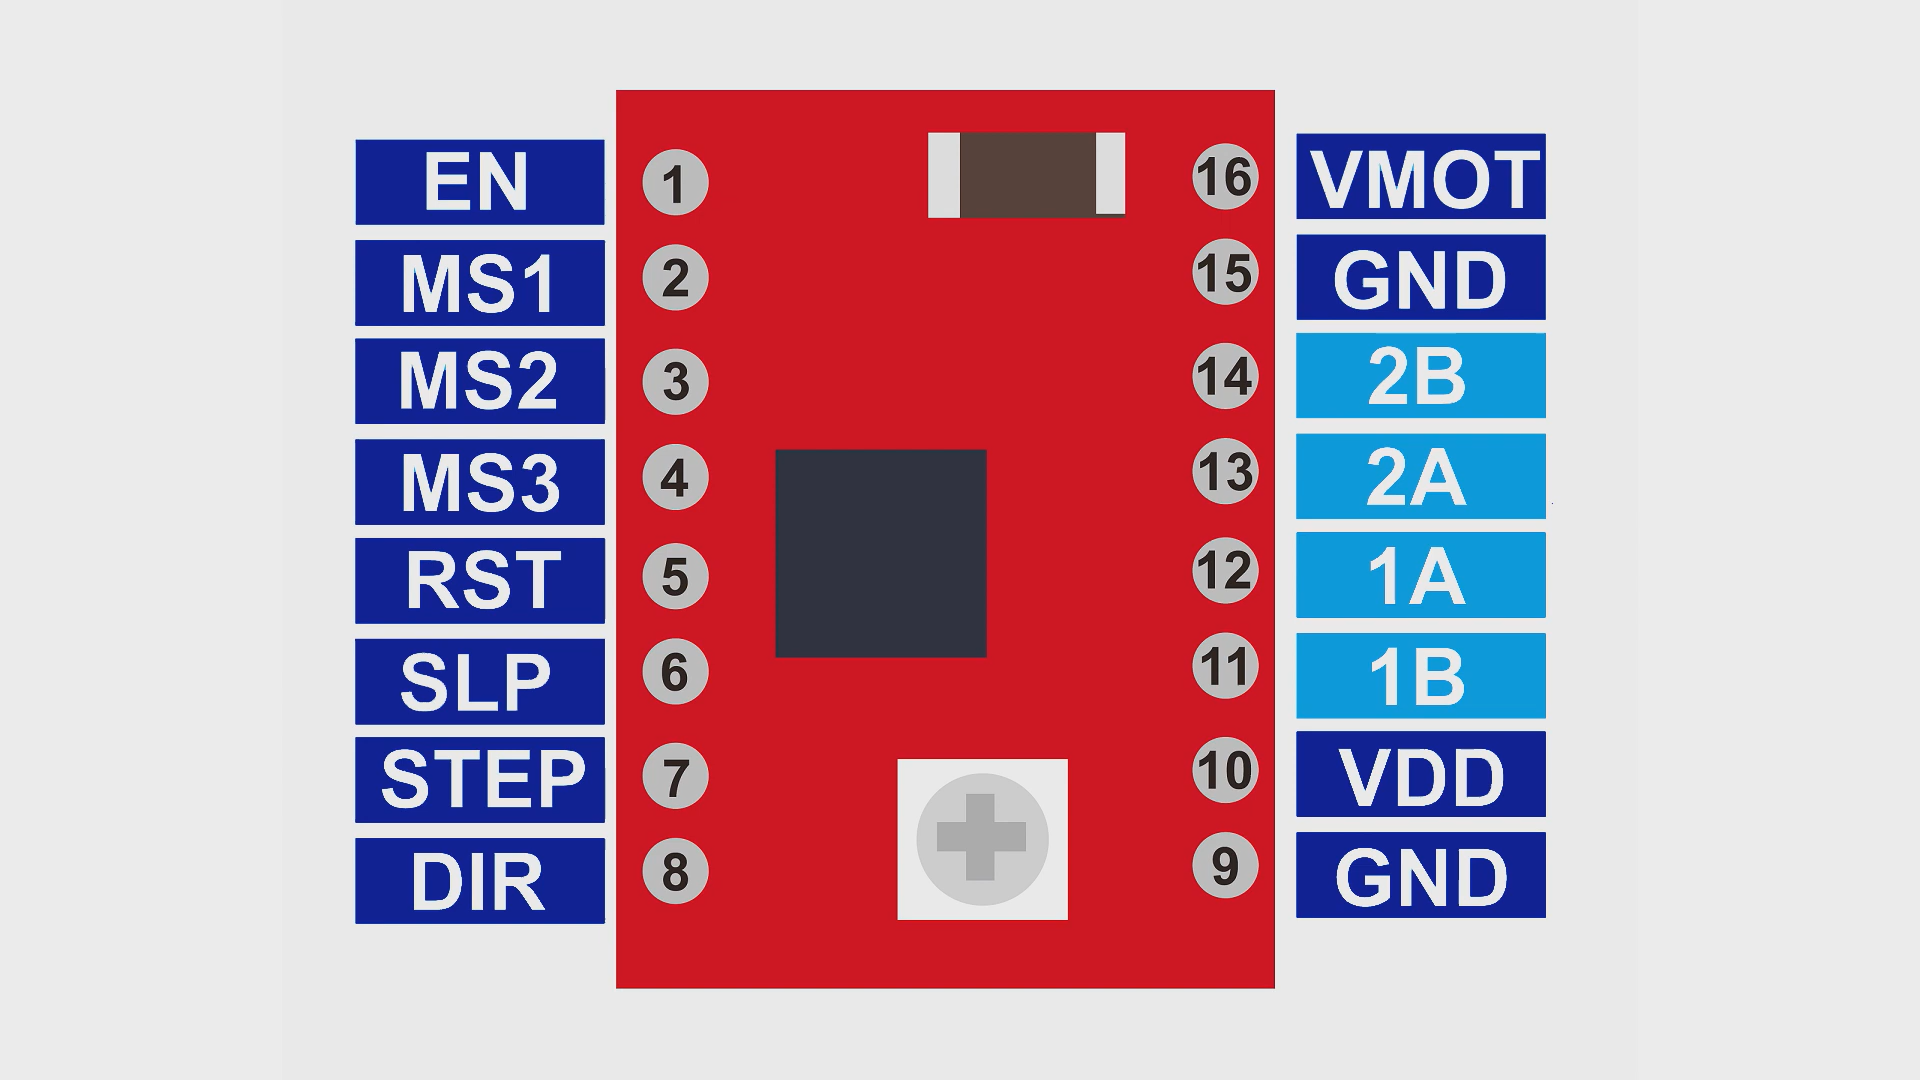 EN 1 16 VMOT
MS1 2 15 GND
MS2 3 14 2B
MS3 4 13 2A
RST 5 12 1A
SLP 6 11 1B
STEP 7 10 VDD
DIR 8 9 GND